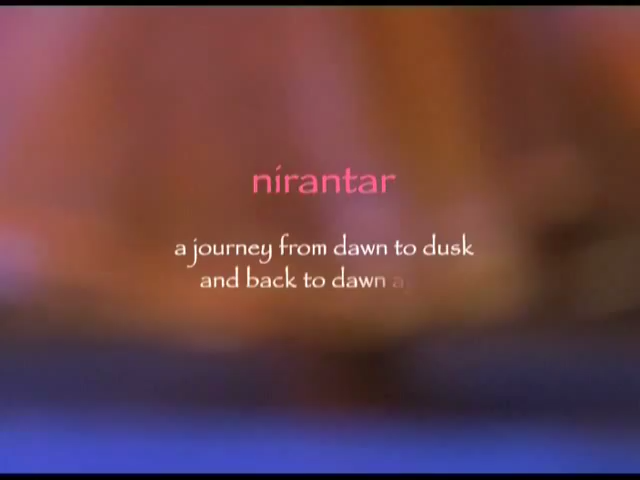 nirantar
a journey from dawn to dusk
and back to dawn a